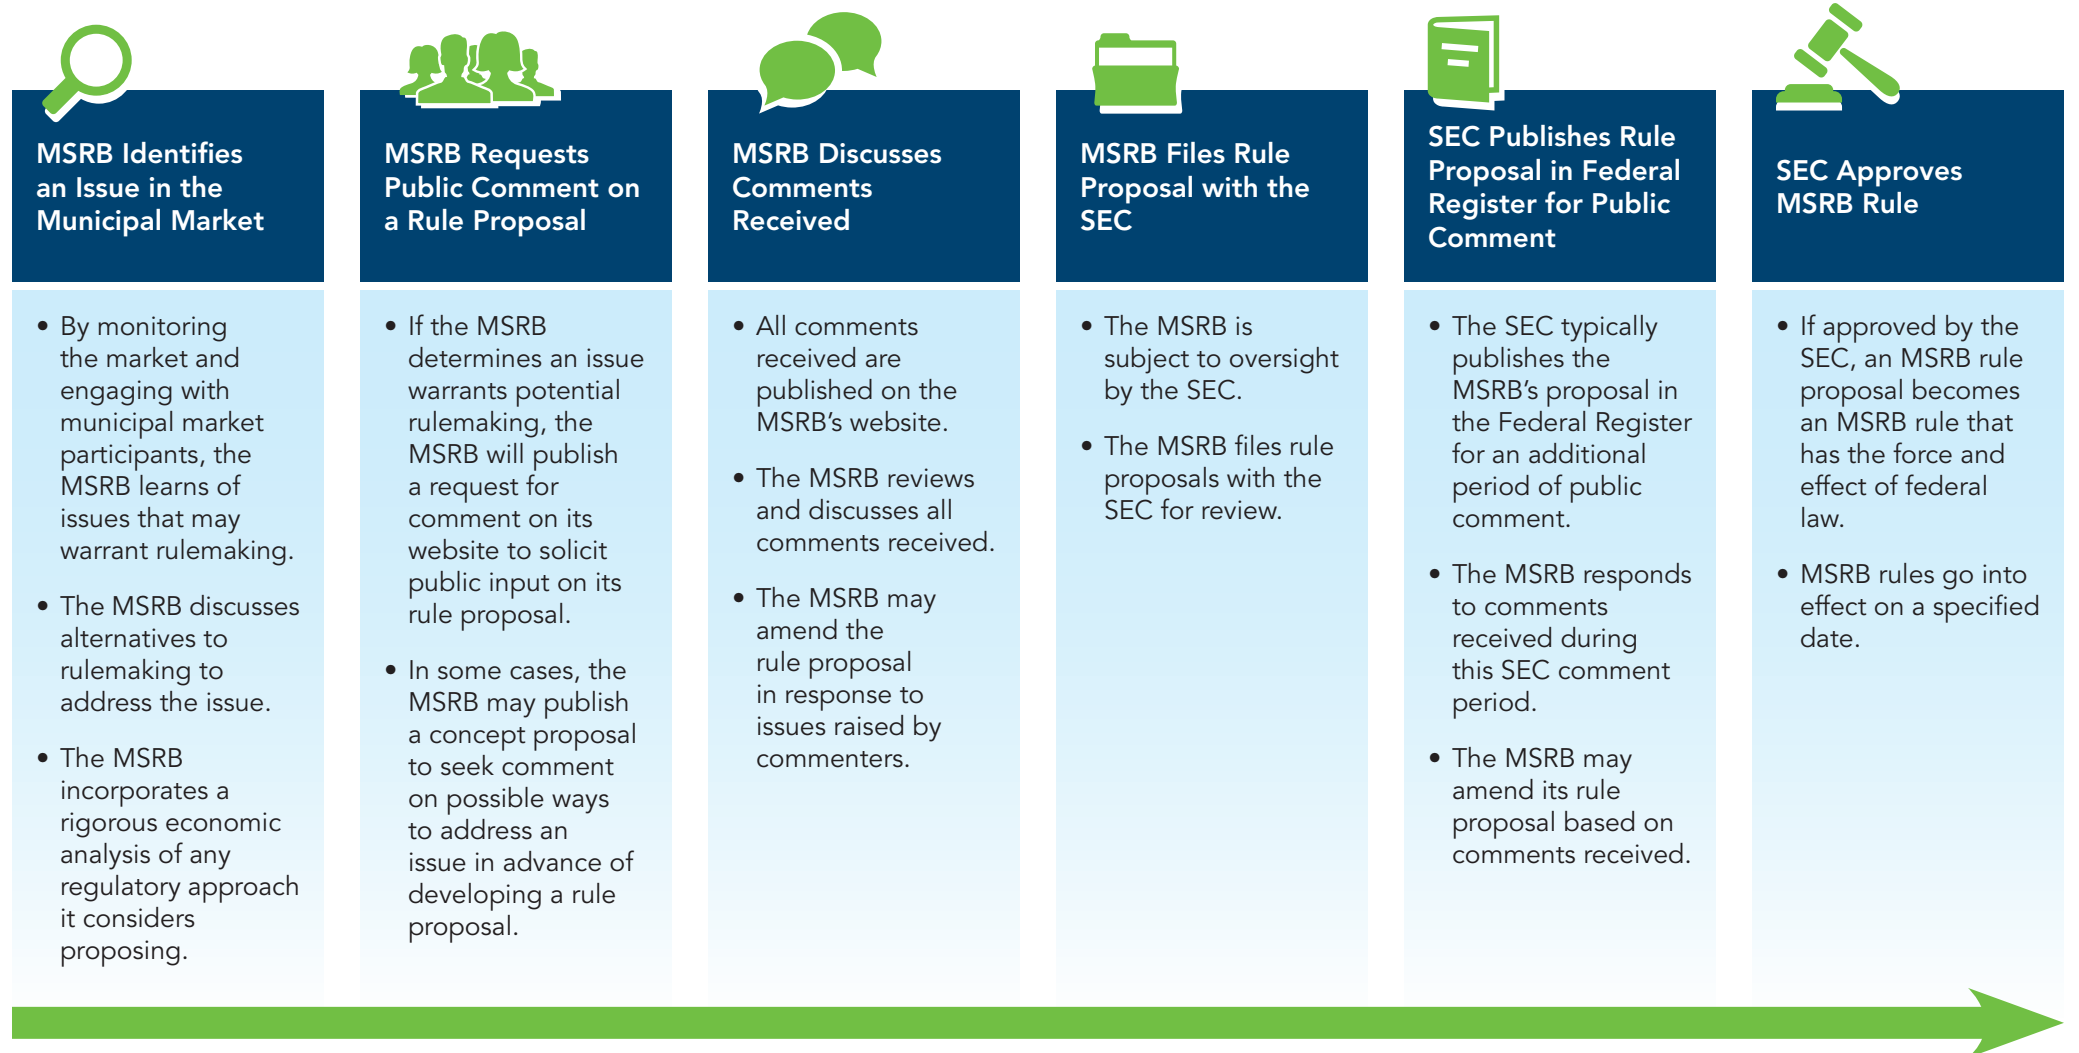 MSRB Identifies
an Issue in the
Municipal Market
• By monitoring
the market and
engaging with
municipal market
participants, the
MSRB learns of
issues that may
warrant rulemaking.
• The MSRB discusses
alternatives to
rulemaking to
address the issue.
• The MSRB
incorporates a
rigorous economic
analysis of any
regulatory approach
it considers
proposing.
MSRB Requests
Public Comment on
a Rule Proposal
• If the MSRB
determines an issue
warrants potential
rulemaking, the
MSRB will publish
a request for
comment on its
website to solicit
public input on its
rule proposal.
• In some cases, the
MSRB may publish
a concept proposal
to seek comment
on possible ways
to address an
issue in advance of
developing a rule
proposal.
MSRB Discusses
Comments
Received
• All comments
received are
published on the
MSRB’s website.
• The MSRB reviews
and discusses all
comments received.
• The MSRB may
amend the
rule proposal
in response to
issues raised by
commenters.
MSRB Files Rule
Proposal with the
SEC
• The MSRB is
subject to oversight
by the SEC.
• The MSRB files rule
proposals with the
SEC for review.
SEC Publishes Rule
Proposal in Federal
Register for Public
Comment
• The SEC typically
publishes the
MSRB’s proposal in
the Federal Register
for an additional
period of public
comment.
• The MSRB responds
to comments
received during
this SEC comment
period.
• The MSRB may
amend its rule
proposal based on
comments received.
SEC Approves
MSRB Rule
• If approved by the
SEC, an MSRB rule
proposal becomes
an MSRB rule that
has the force and
effect of federal
law.
• MSRB rules go into
effect on a specified
date.